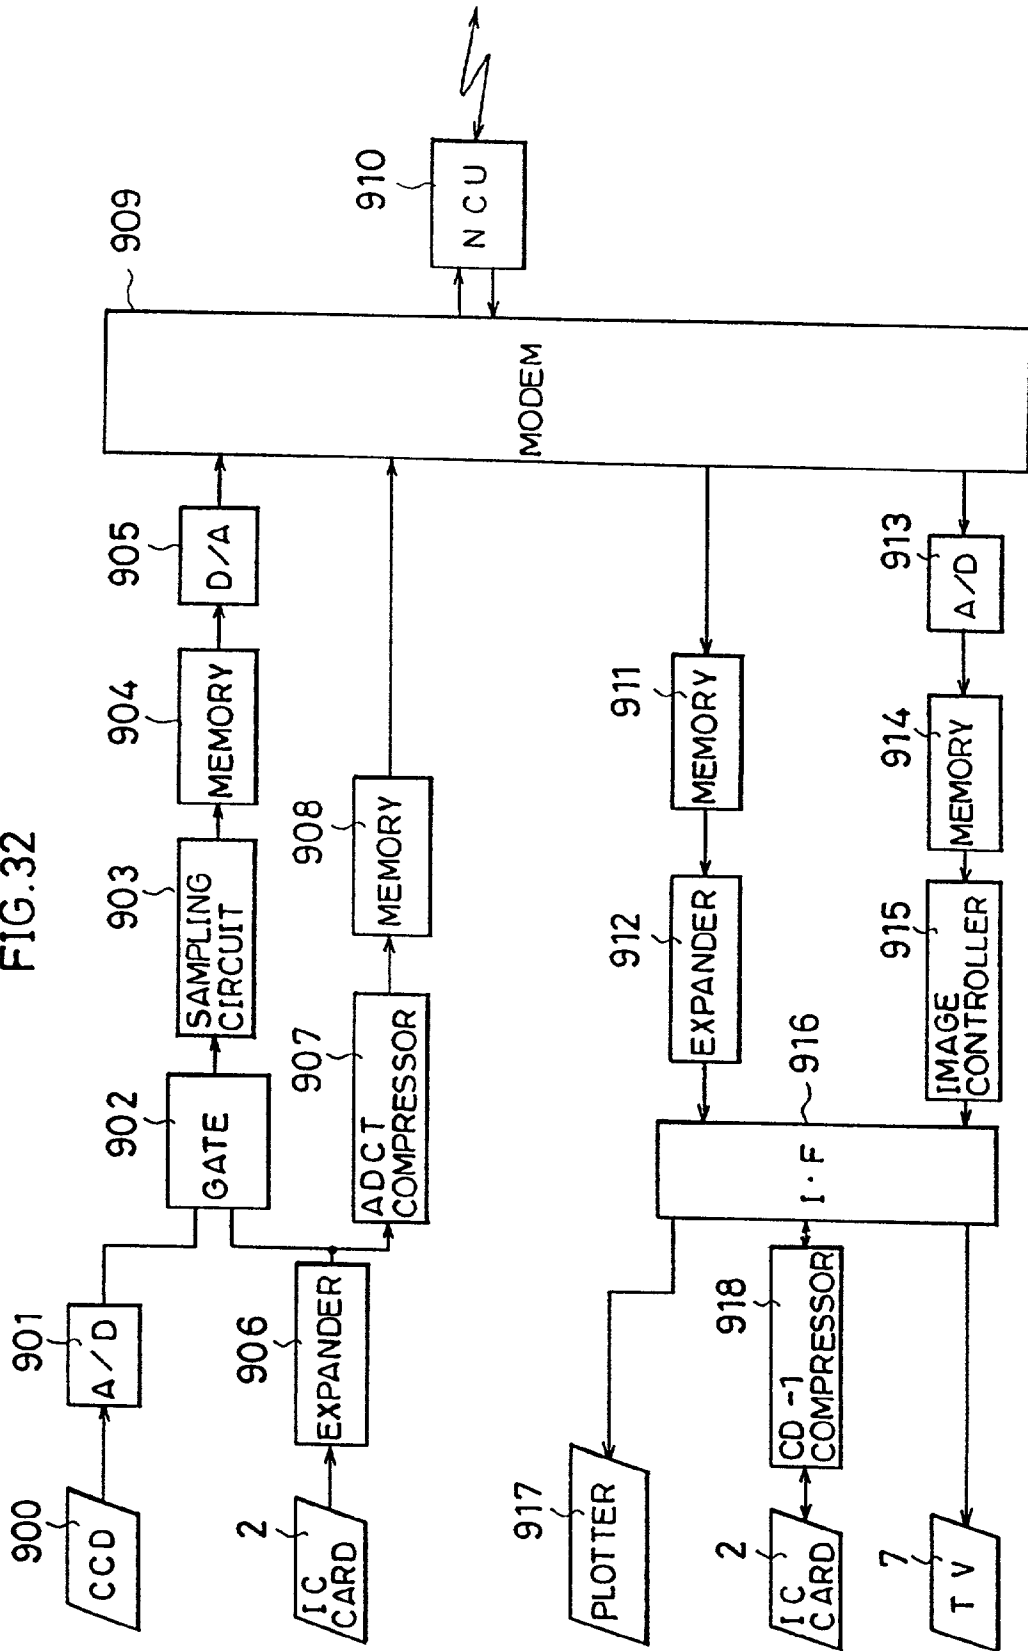 FIG.32
900
CCD
901
A/D
902
GATE
903
SAMPLING
CIRCUIT
904
MEMORY
905
D/A
909
MODEM
910
NCU
2
IC
CARD
906
EXPANDER
907
ADCT
COMPRESSOR
908
MEMORY
911
MEMORY
912
EXPANDER
913
A/D
914
MEMORY
915
IMAGE
CONTROLLER
916
I·F
917
PLOTTER
918
CD-1
COMPRESSOR
2
IC
CARD
7
TV